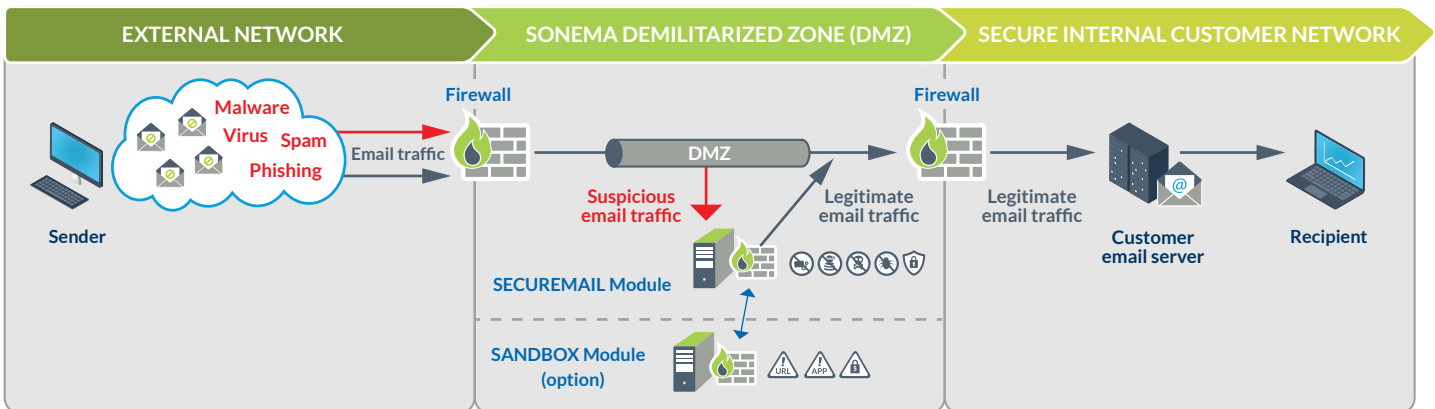 EXTERNAL NETWORK
SONEMA DEMILITARIZED ZONE (DMZ)
SECURE INTERNAL CUSTOMER NETWORK
Sender
Malware
Virus
Spam
Phishing
Email traffic
Firewall
DMZ
Suspicious
email traffic
Legitimate
email traffic
SECUREMAIL Module
SANDBOX Module
(option)
URL
APP
Firewall
Legitimate
email traffic
@
Customer
email server
Recipient